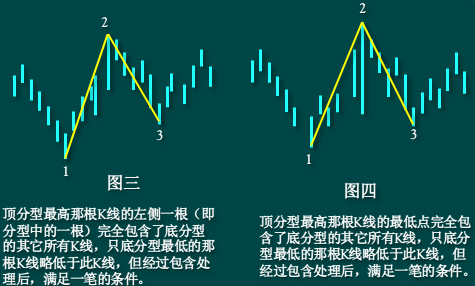 2
1
3
图三
顶分型最高那根K线的左侧一根（即
分型中的一根）完全包含了底分型
的其它所有K线，只底分型最低的那
根K线略低于此K线，但经过包含处
理后，满足一笔的条件。
2
1
3
图四
顶分型最高那根K线的最低点完全包
含了底分型的其它所有K线，只底分
型最低的那根K线略低于此K线，但
经过包含处理后，满足一笔的条件。